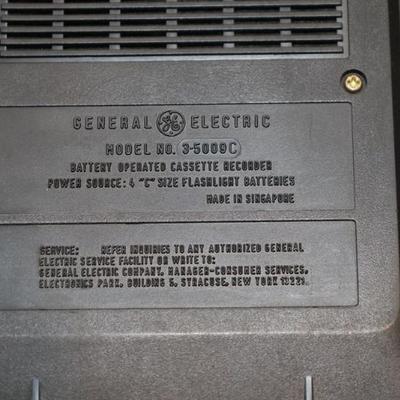 GENERAL GE ELECTRIC
MODEL NO. 3-5009C
BATTERY OPERATED CASSETTE RECORDER
POWER SOURCE: 4 "C" SIZE FLASHLIGHT BATTERIES
MADE IN SINGAPORE
SERVICE: REFER INQUIRIES TO ANY AUTHORIZED GENERAL
ELECTRIC SERVICE FACILITY OR WRITE TO:
GENERAL ELECTRIC COMPANY, MANAGER-CONSUMER SERVICES,
ELECTRONICS PARK, BUILDING 5, SYRACUSE, NEW YORK 13221.